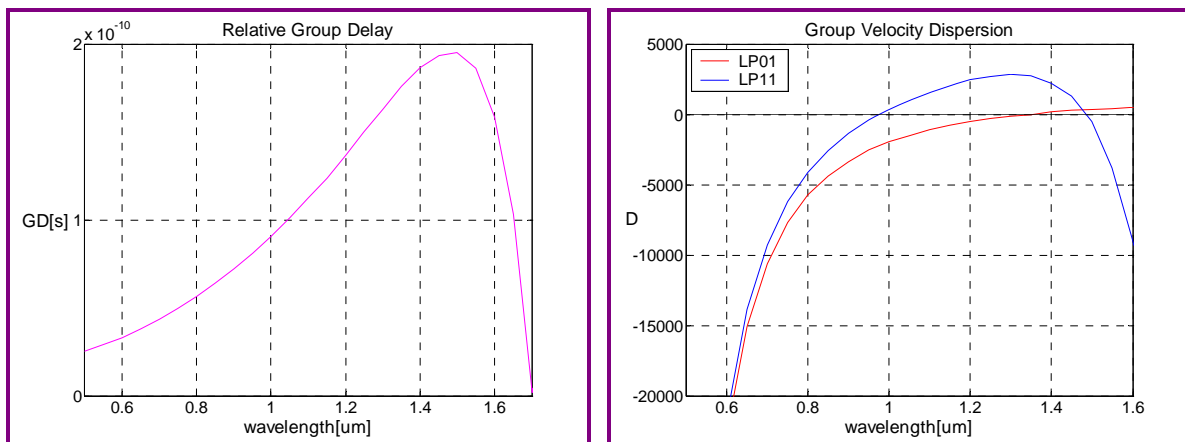 Relative Group Delay
x 10^-10
2
1
0
GD[s]
0.6 0.8 1 1.2 1.4 1.6
wavelength[um]
Group Velocity Dispersion
LP01
LP11
5000
0
-5000
-10000
-15000
-20000
D
0.6 0.8 1 1.2 1.4 1.6
wavelength[um]